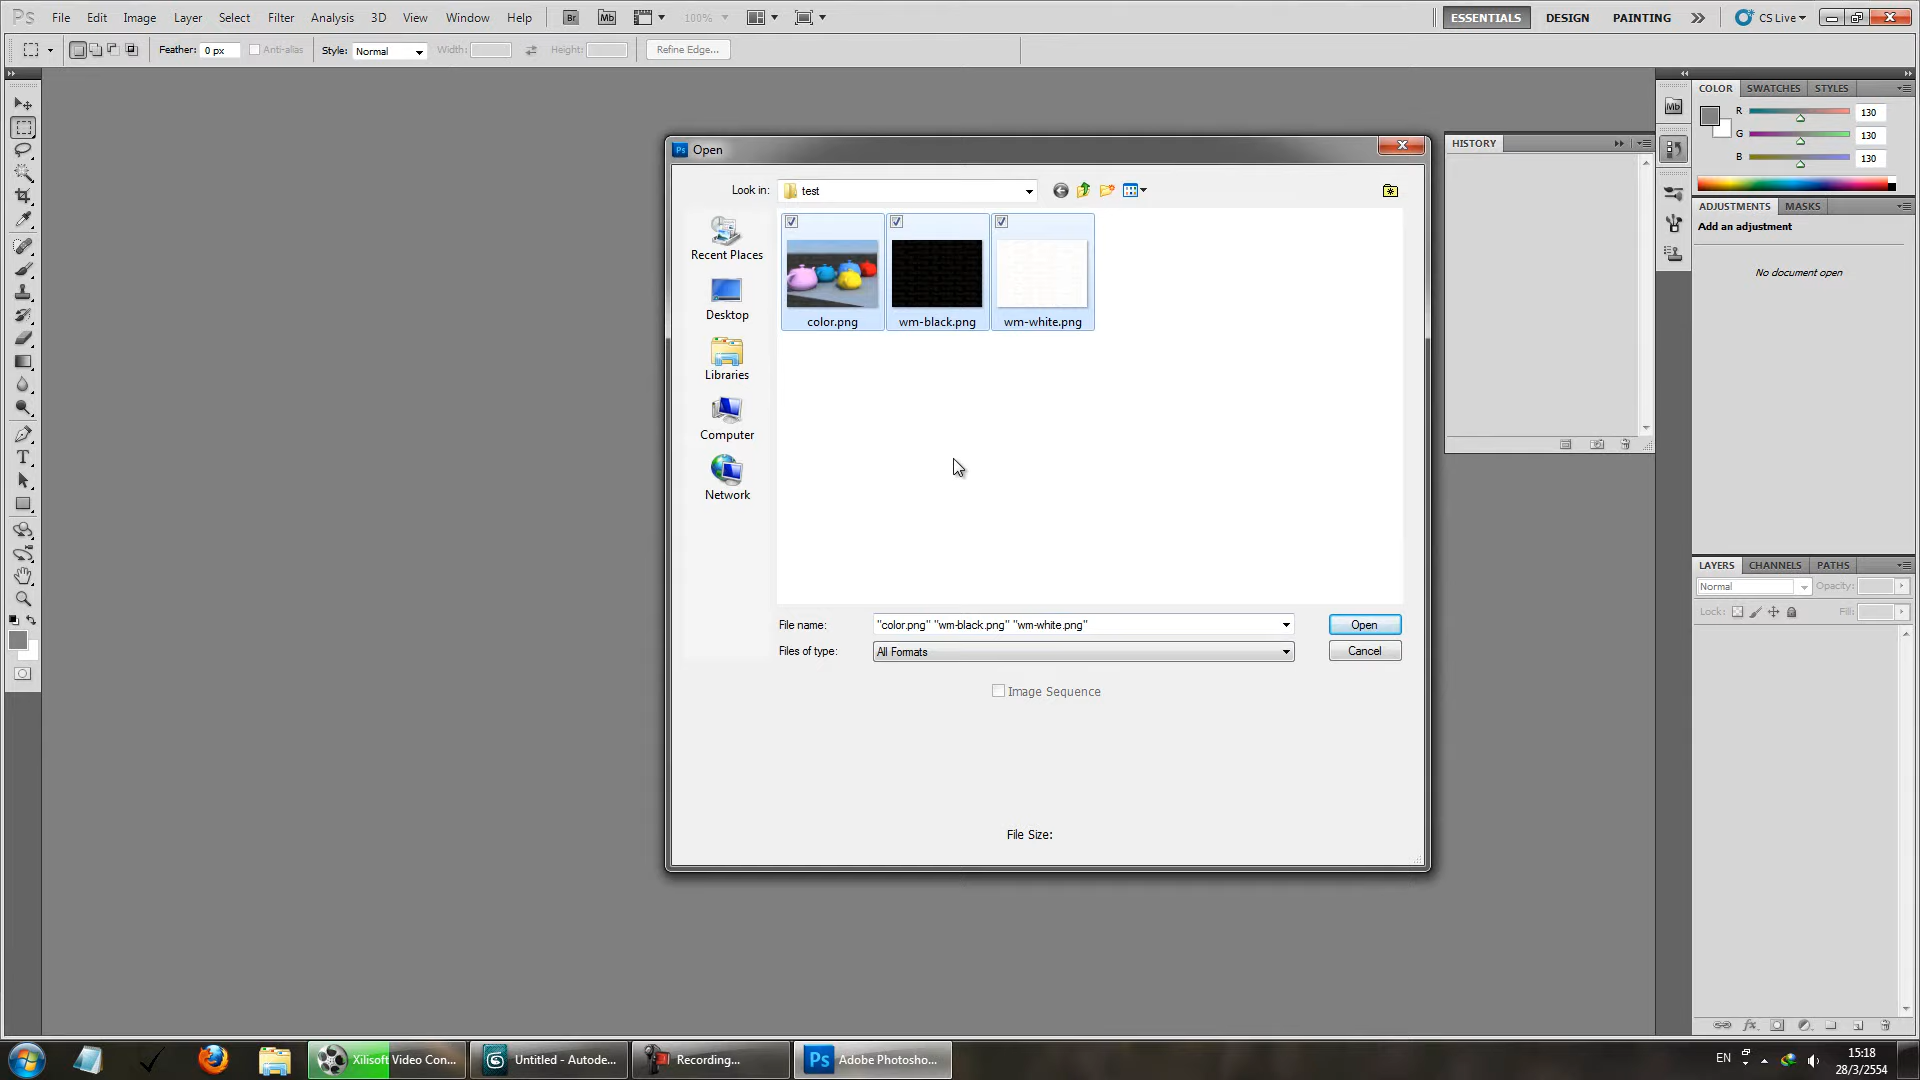 Ps File Edit Image Layer Select Filter Analysis 3D View Window Help Br Mb 100% ESSENTIALS DESIGN PAINTING CS Live
Feather: 0 px Anti-alias Style: Normal Width: Height: Refine Edge...
COLOR SWATCHES STYLES
Mb
R 130
G 130
B 130
HISTORY
Ps Open
Look in: test
ADJUSTMENTS MASKS
Add an adjustment
No document open
Recent Places
Desktop
Libraries
Computer
Network
color.png wm-black.png wm-white.png
File name: "color.png" "wm-black.png" "wm-white.png" Open
Files of type: All Formats Cancel
Image Sequence
File Size:
LAYERS CHANNELS PATHS
Normal Opacity:
Lock: Fill:
T
fx
Xilisoft Video Con... Untitled - Autode... Recording... Ps Adobe Photosho...
EN 15:18
28/3/2554